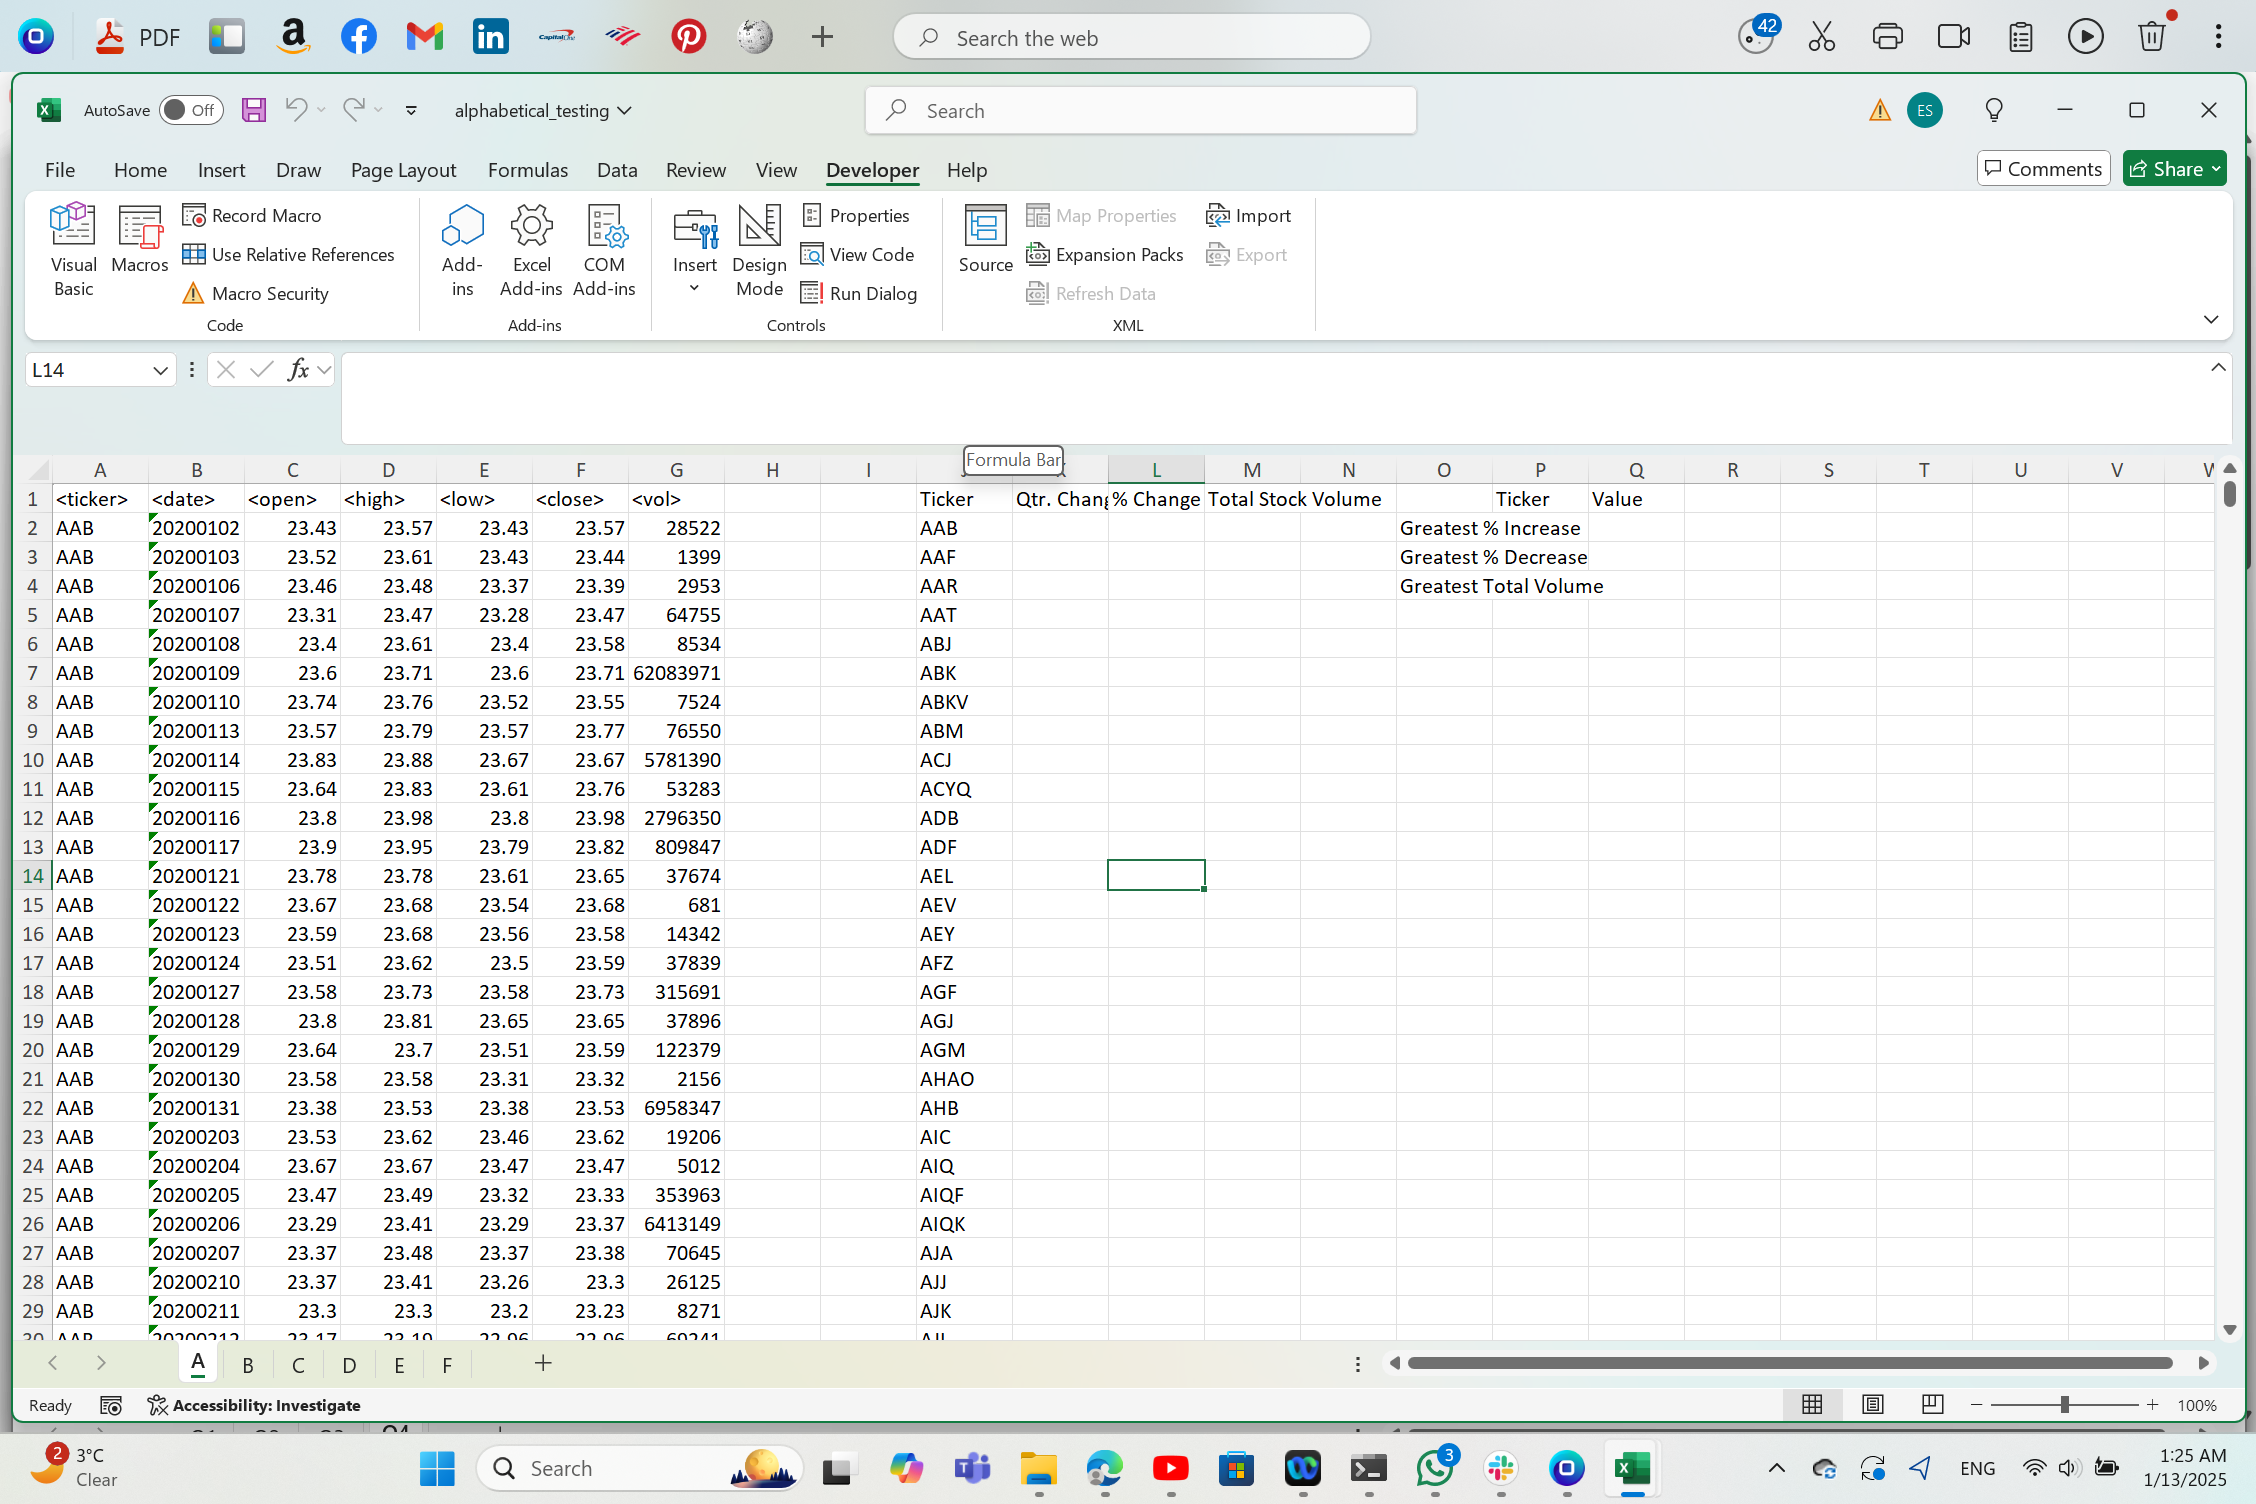 PDF
Search the web
42
AutoSave Off
alphabetical_testing
Search
ES
File Home Insert Draw Page Layout Formulas Data Review View Developer Help
Comments Share
Visual Basic
Macros
Record Macro
Use Relative References
Macro Security
Code
Add-ins
Excel Add-ins
COM Add-ins
Add-ins
Insert
Design Mode
Properties
View Code
Run Dialog
Controls
Source
Map Properties
Expansion Packs
Refresh Data
Import
Export
XML
L14
fx
Formula Bar
A B C D E F G H I J K L M N O P Q R S T U V
1 <ticker> <date> <open> <high> <low> <close> <vol> Ticker Qtr. Chang % Change Total Stock Volume Ticker Value
2 AAB 20200102 23.43 23.57 23.43 23.57 28522 AAB Greatest % Increase
3 AAB 20200103 23.52 23.61 23.43 23.44 1399 AAF Greatest % Decrease
4 AAB 20200106 23.46 23.48 23.37 23.39 2953 AAR Greatest Total Volume
5 AAB 20200107 23.31 23.47 23.28 23.47 64755 AAT
6 AAB 20200108 23.4 23.61 23.4 23.58 8534 ABJ
7 AAB 20200109 23.6 23.71 23.6 23.71 62083971 ABK
8 AAB 20200110 23.74 23.76 23.52 23.55 7524 ABKV
9 AAB 20200113 23.57 23.79 23.57 23.77 76550 ABM
10 AAB 20200114 23.83 23.88 23.67 23.67 5781390 ACJ
11 AAB 20200115 23.64 23.83 23.61 23.76 53283 ACYQ
12 AAB 20200116 23.8 23.98 23.8 23.98 2796350 ADB
13 AAB 20200117 23.9 23.95 23.79 23.82 809847 ADF
14 AAB 20200121 23.78 23.78 23.61 23.65 37674 AEL
15 AAB 20200122 23.67 23.68 23.54 23.68 681 AEV
16 AAB 20200123 23.59 23.68 23.56 23.58 14342 AEY
17 AAB 20200124 23.51 23.62 23.5 23.59 37839 AFZ
18 AAB 20200127 23.58 23.73 23.58 23.73 315691 AGF
19 AAB 20200128 23.8 23.81 23.65 23.65 37896 AGJ
20 AAB 20200129 23.64 23.7 23.51 23.59 122379 AGM
21 AAB 20200130 23.58 23.58 23.31 23.32 2156 AHAO
22 AAB 20200131 23.38 23.53 23.38 23.53 6958347 AHB
23 AAB 20200203 23.53 23.62 23.46 23.62 19206 AIC
24 AAB 20200204 23.67 23.67 23.47 23.47 5012 AIQ
25 AAB 20200205 23.47 23.49 23.32 23.33 353963 AIQF
26 AAB 20200206 23.29 23.41 23.29 23.37 6413149 AIQK
27 AAB 20200207 23.37 23.48 23.37 23.38 70645 AJA
28 AAB 20200210 23.37 23.41 23.26 23.3 26125 AJJ
29 AAB 20200211 23.3 23.3 23.2 23.23 8271 AJK
A B C D E F
Ready
Accessibility: Investigate
100%
2
3°C
Clear
Search
3
ENG
1:25 AM
1/13/2025